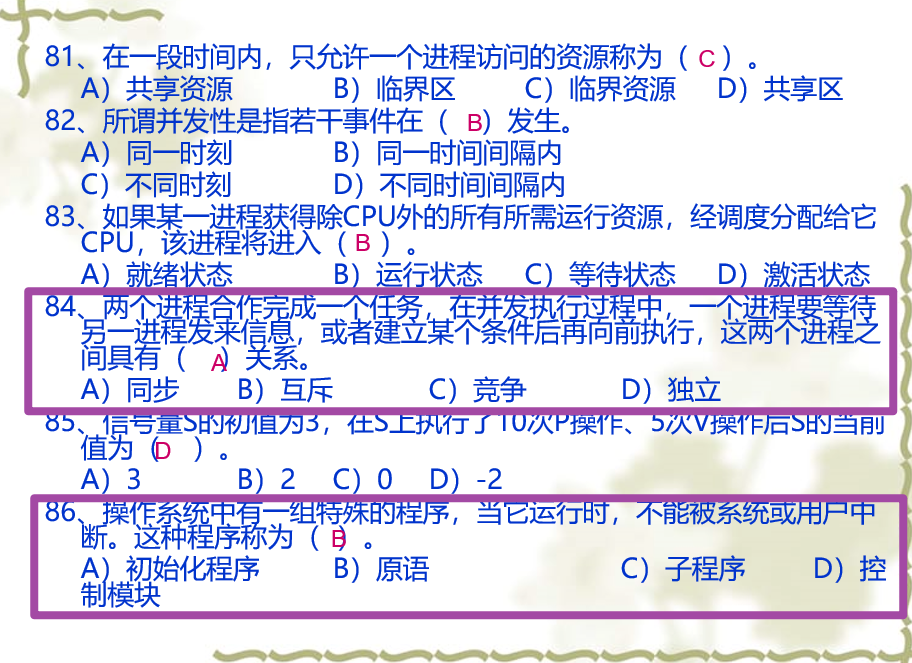 81、在一段时间内，只允许一个进程访问的资源称为（ C ）。
A）共享资源 B）临界区 C）临界资源 D）共享区
82、所谓并发性是指若干事件在（ B）发生。
A）同一时刻 B）同一时间间隔内
C）不同时刻 D）不同时间间隔内
83、如果某一进程获得除CPU外的所有所需运行资源，经调度分配给它
CPU，该进程将进入（ B ）。
A）就绪状态 B）运行状态 C）等待状态 D）激活状态
84、两个进程合作完成一个任务，在并发执行过程中，一个进程要等待
另一进程发来信息，或者建立某个条件后再向前执行，这两个进程之
间具有（ A）关系。
A）同步 B）互斥 C）竞争 D）独立
85、信号量S的初值为3，在S上执行了10次P操作、5次V操作后S的当前
值为（D ）。
A）3 B）2 C）0 D）-2
86、操作系统中有一组特殊的程序，当它运行时，不能被系统或用户中
断。这种程序称为（ B）。
A）初始化程序 B）原语 C）子程序 D）控
制模块